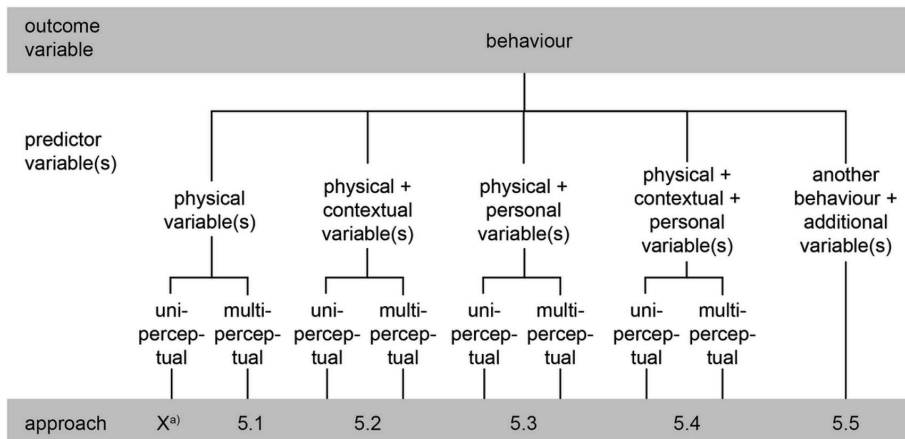 outcome
variable
behaviour
predictor
variable(s)
physical
variable(s)
physical +
contextual
variable(s)
physical +
personal
variable(s)
physical +
contextual +
personal
variable(s)
another
behaviour +
additional
variable(s)
uni-
percep-
tual
multi-
percep-
tual
uni-
percep-
tual
multi-
percep-
tual
uni-
percep-
tual
multi-
percep-
tual
uni-
percep-
tual
multi-
percep-
tual
approach X a) 5.1 5.2 5.3 5.4 5.5